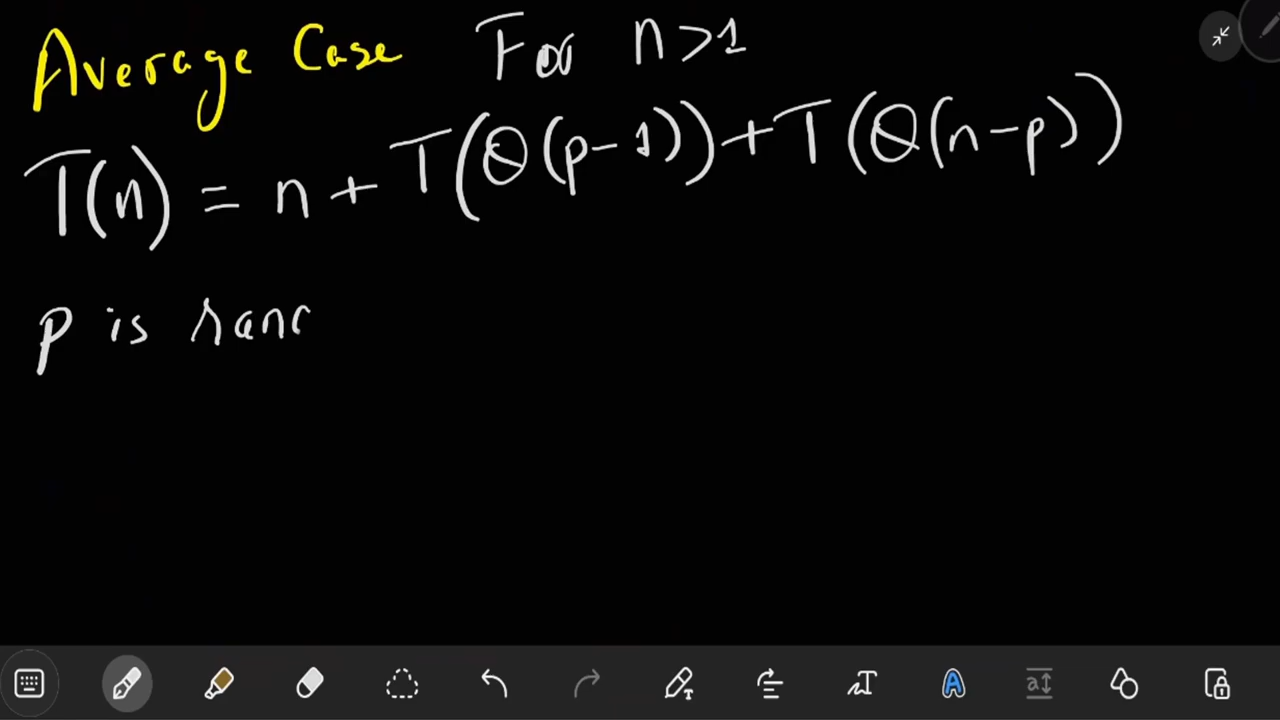 Average Case For n>1
T(n) = n + T(θ(p-1)) + T(θ(n-p))
p is ranc